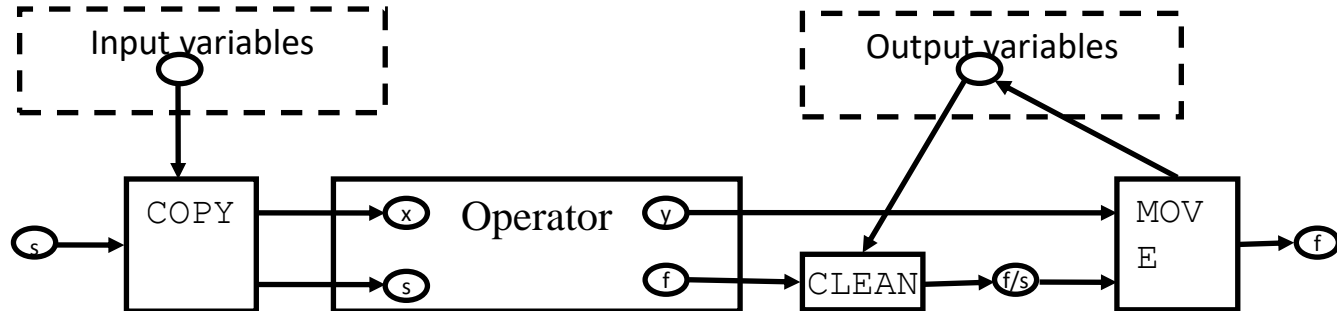 Input variables
Output variables
COPY
x
Operator
y
MOV
E
s
f
s
f
CLEAN
f/s